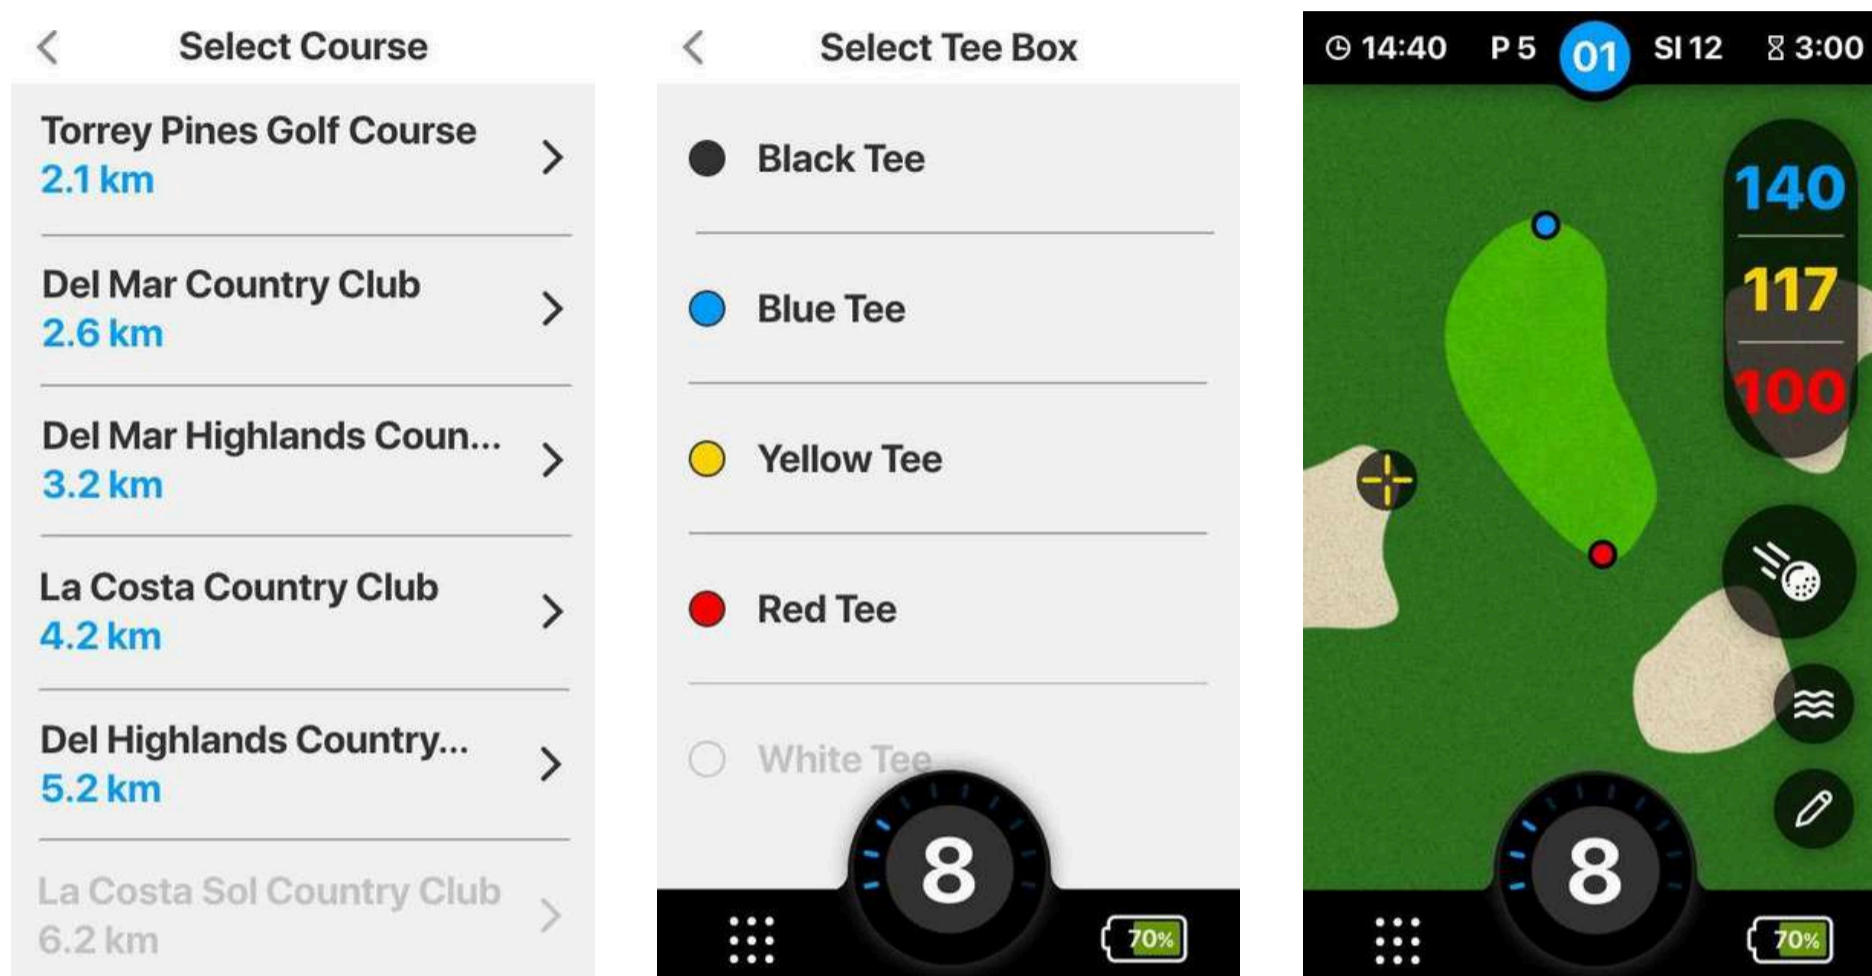 Select Course
Torrey Pines Golf Course
2.1 km
Del Mar Country Club
2.6 km
Del Mar Highlands Coun...
3.2 km
La Costa Country Club
4.2 km
Del Highlands Country...
5.2 km
La Costa Sol Country Club
6.2 km
Select Tee Box
Black Tee
Blue Tee
Yellow Tee
Red Tee
White Tee
8
70%
14:40 P 5 01 SI 12 3:00
140
117
100
8
70%